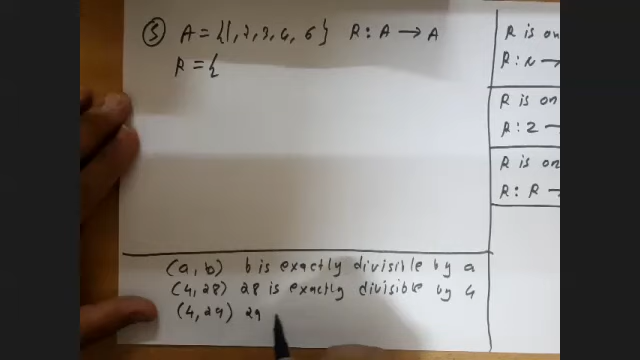 ③ A = {1, 2, 3, 4, 6} R : A → A
R = {
(a, b) b is exactly divisible by a
(4, 28) 28 is exactly divisible by 4
(4, 29) 29
R is on
R : N →
R is on
R : Z →
R is on
R : R →